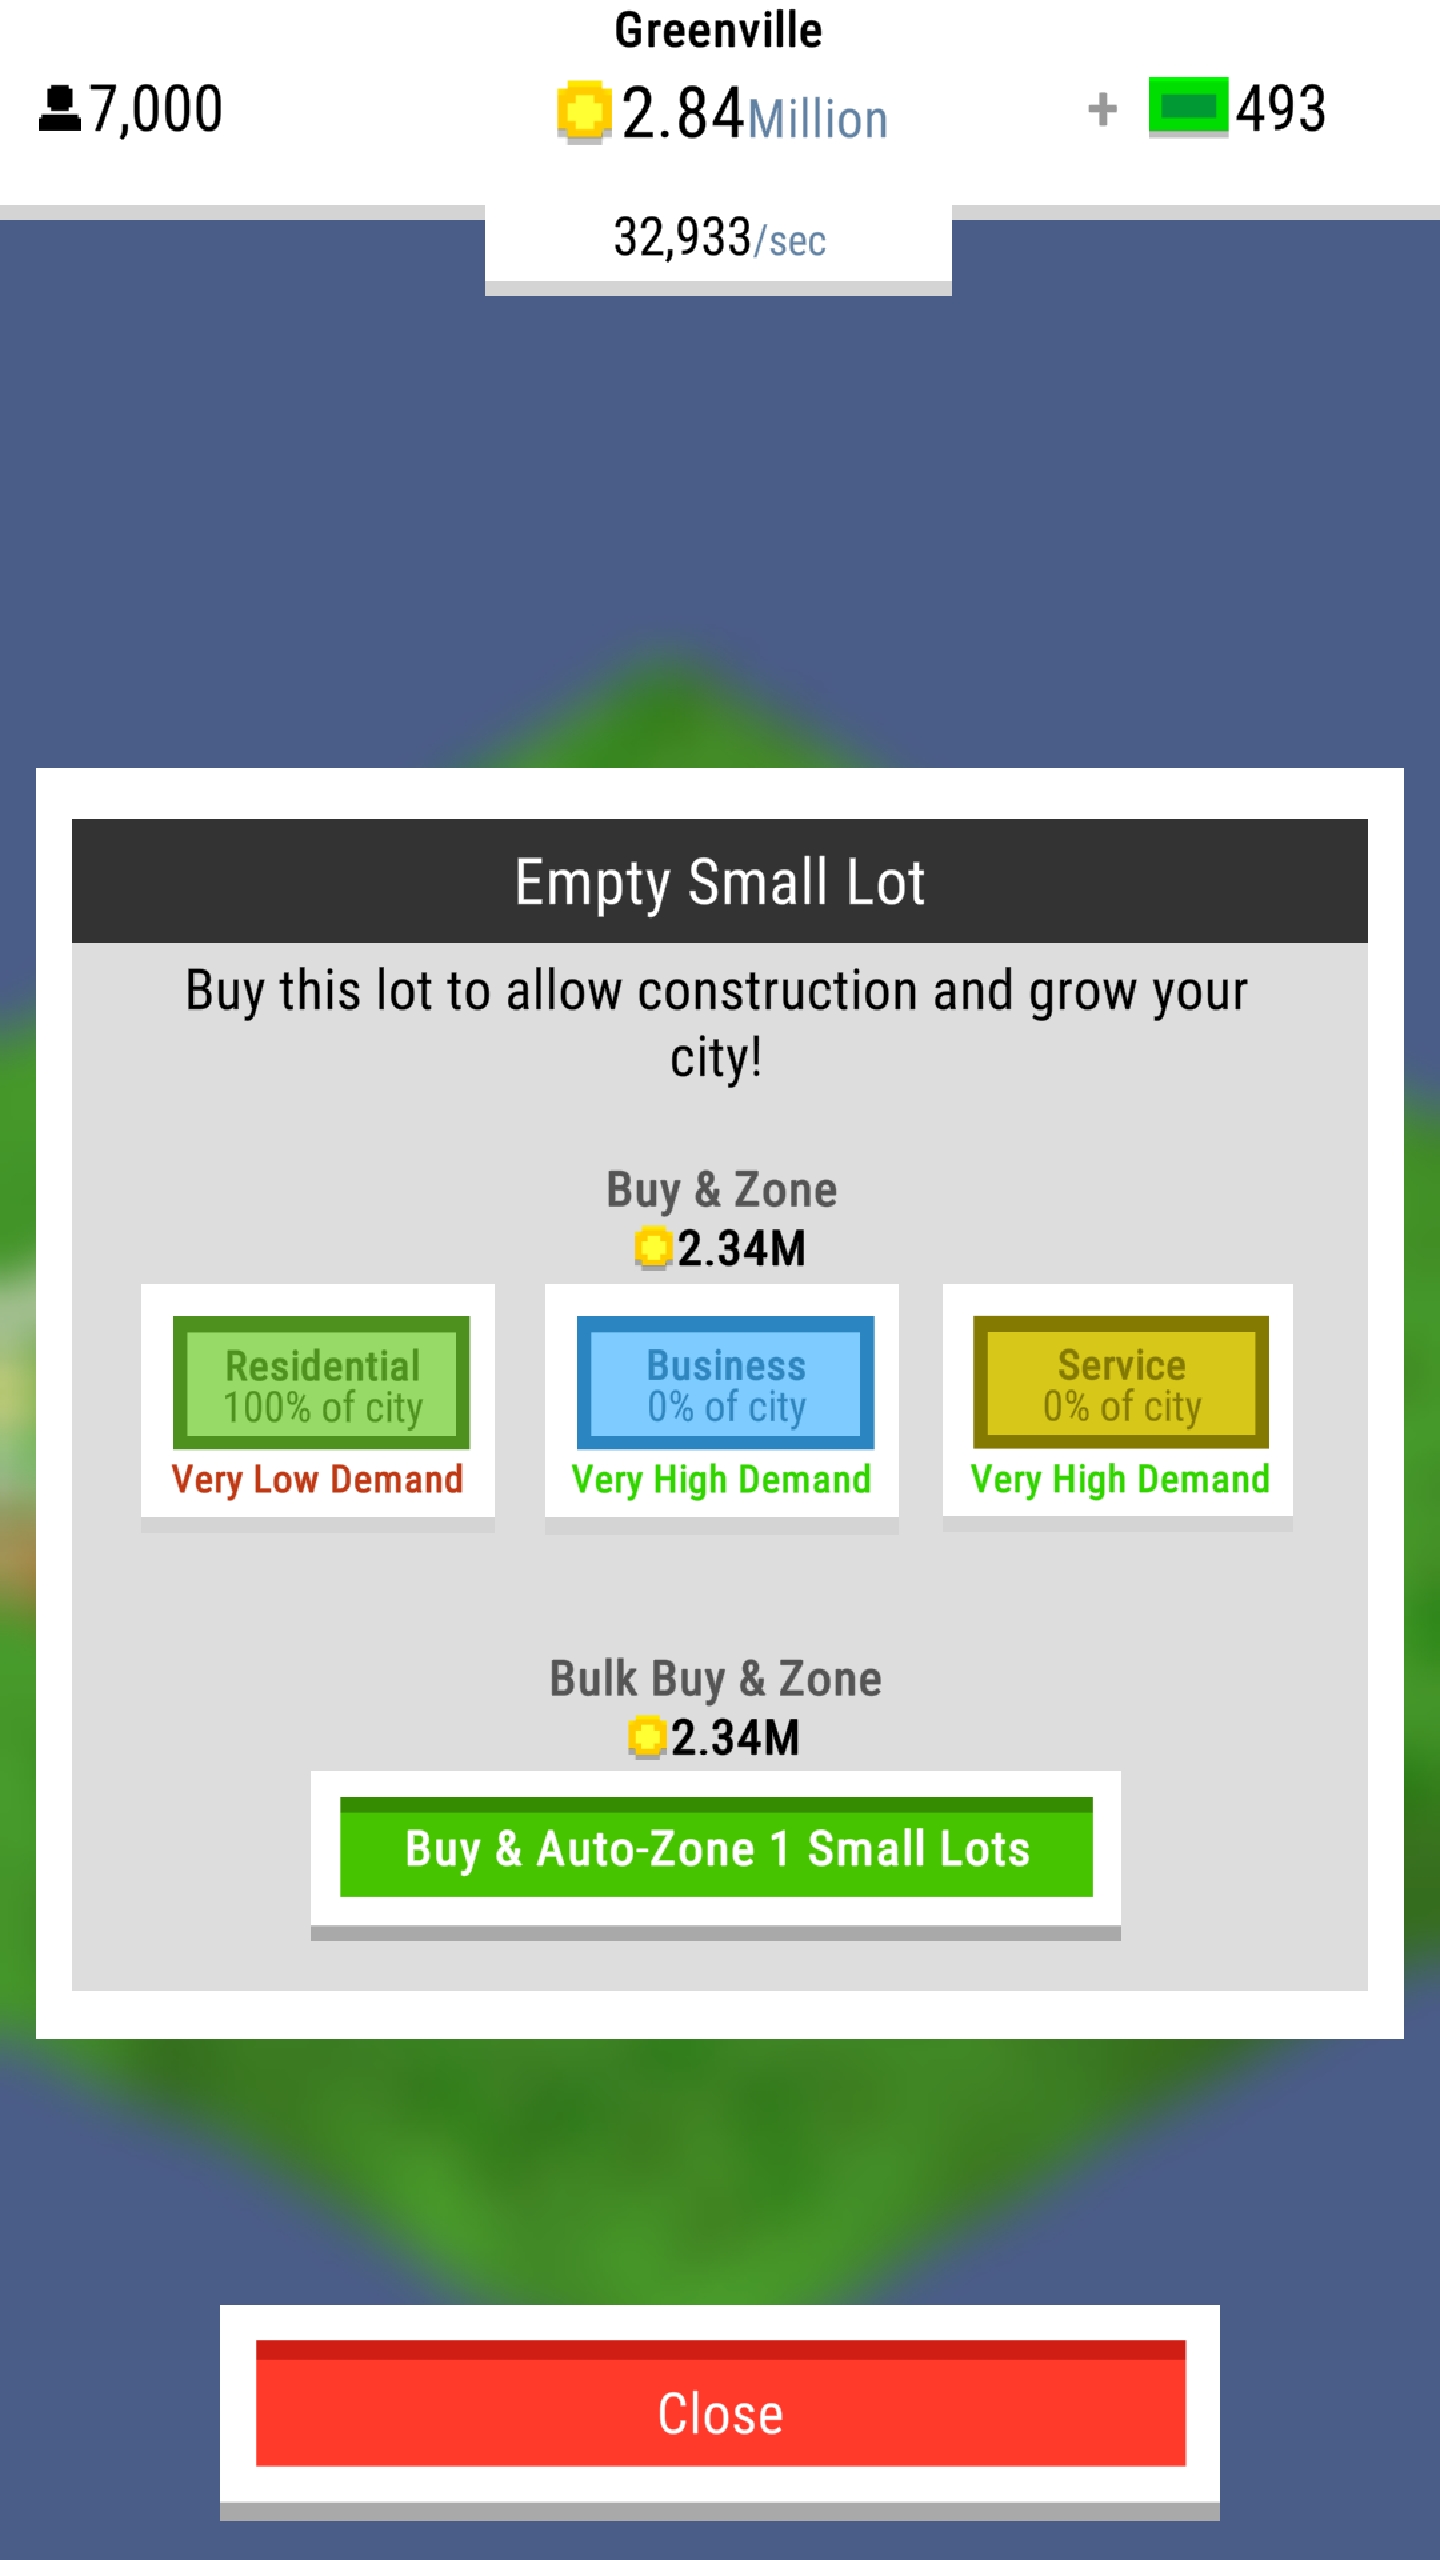 Greenville
7,000
2.84Million
+ 493
32,933/sec
Empty Small Lot
Buy this lot to allow construction and grow your
city!
Buy & Zone
2.34M
Residential
100% of city
Very Low Demand
Business
0% of city
Very High Demand
Service
0% of city
Very High Demand
Bulk Buy & Zone
2.34M
Buy & Auto-Zone 1 Small Lots
Close